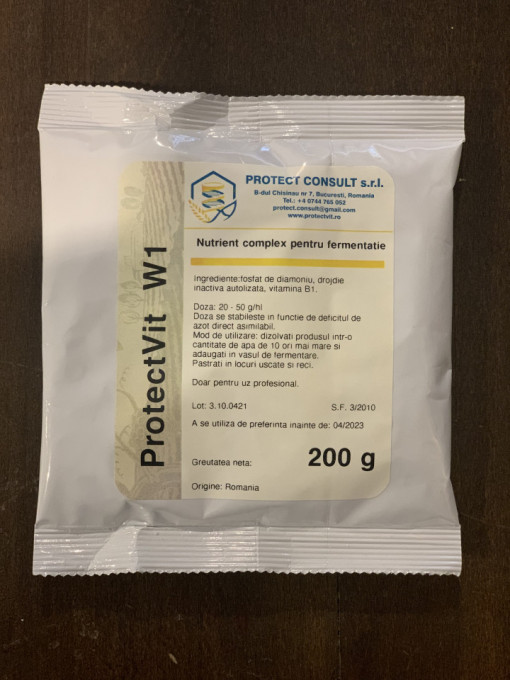 PROTECT CONSULT s.r.l.
B-dul Chisinau nr 7, Bucuresti, Romania
Tel.: +4 0744 765 052
protect.consult@gmail.com
www.protectvit.ro
ProtectVit W1
Nutrient complex pentru fermentatie
Ingrediente:fosfat de diamoniu, drojdie
inactiva autolizata, vitamina B1.
Doza: 20 - 50 g/hl
Doza se stabileste in functie de deficitul de
azot direct asimilabil.
Mod de utilizare: dizolvati produsul intr-o
cantitate de apa de 10 ori mai mare si
adaugati in vasul de fermentare.
Pastrati in locuri uscate si reci.
Doar pentru uz profesional.
Lot: 3.10.0421 S.F. 3/2010
A se utiliza de preferinta inainte de: 04/2023
Greutatea neta: 200 g
Origine: Romania